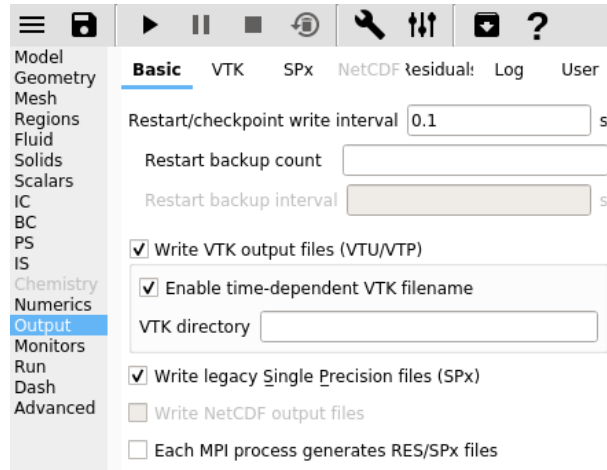 ?
Model
Geometry
Mesh
Regions
Fluid
Solids
Scalars
IC
BC
PS
IS
Chemistry
Numerics
Output
Monitors
Run
Dash
Advanced
Basic VTK SPx NetCDF Residuals Log User
Restart/checkpoint write interval 0.1 s
Restart backup count
Restart backup interval s
Write VTK output files (VTU/VTP)
Enable time-dependent VTK filename
VTK directory
Write legacy Single Precision files (SPx)
Write NetCDF output files
Each MPI process generates RES/SPx files